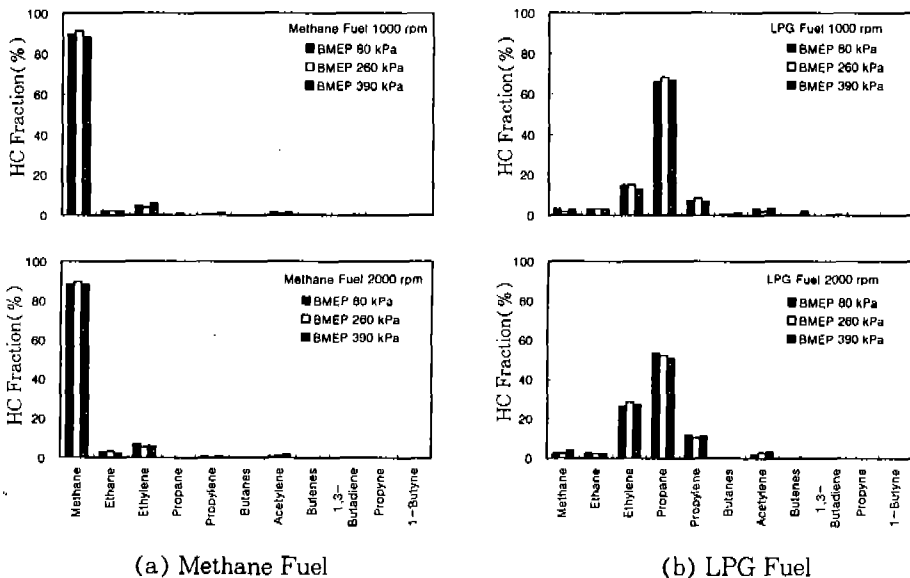 Methane Fuel 1000 rpm
BMEP 80 kPa
BMEP 260 kPa
BMEP 390 kPa
HC Fraction(%)
100
80
60
40
20
0
LPG Fuel 1000 rpm
BMEP 80 kPa
BMEP 260 kPa
BMEP 390 kPa
HC Fraction(%)
100
80
60
40
20
0
Methane Fuel 2000 rpm
BMEP 80 kPa
BMEP 260 kPa
BMEP 390 kPa
HC Fraction(%)
100
80
60
40
20
0
Methane
Ethane
Ethylene
Propane
Propylene
Butanes
Acetylene
Butenes
1,3-
Butadiene
Propyne
1-Butyne
LPG Fuel 2000 rpm
BMEP 80 kPa
BMEP 260 kPa
BMEP 390 kPa
HC Fraction(%)
100
80
60
40
20
0
Methane
Ethane
Ethylene
Propane
Propylene
Butanes
Acetylene
Butenes
1,3-
Butadiene
Propyne
1-Butyne
(a) Methane Fuel
(b) LPG Fuel